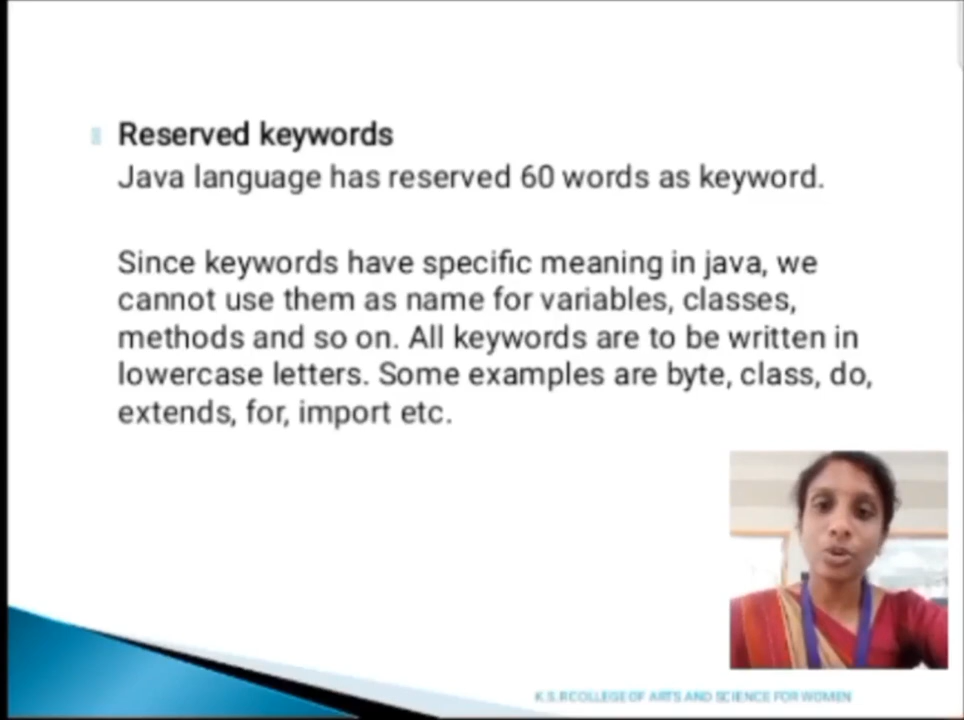 Reserved keywords
Java language has reserved 60 words as keyword.
Since keywords have specific meaning in java, we
cannot use them as name for variables, classes,
methods and so on. All keywords are to be written in
lowercase letters. Some examples are byte, class, do,
extends, for, import etc.
K.S.R COLLEGE OF ARTS AND SCIENCE FOR WOMEN